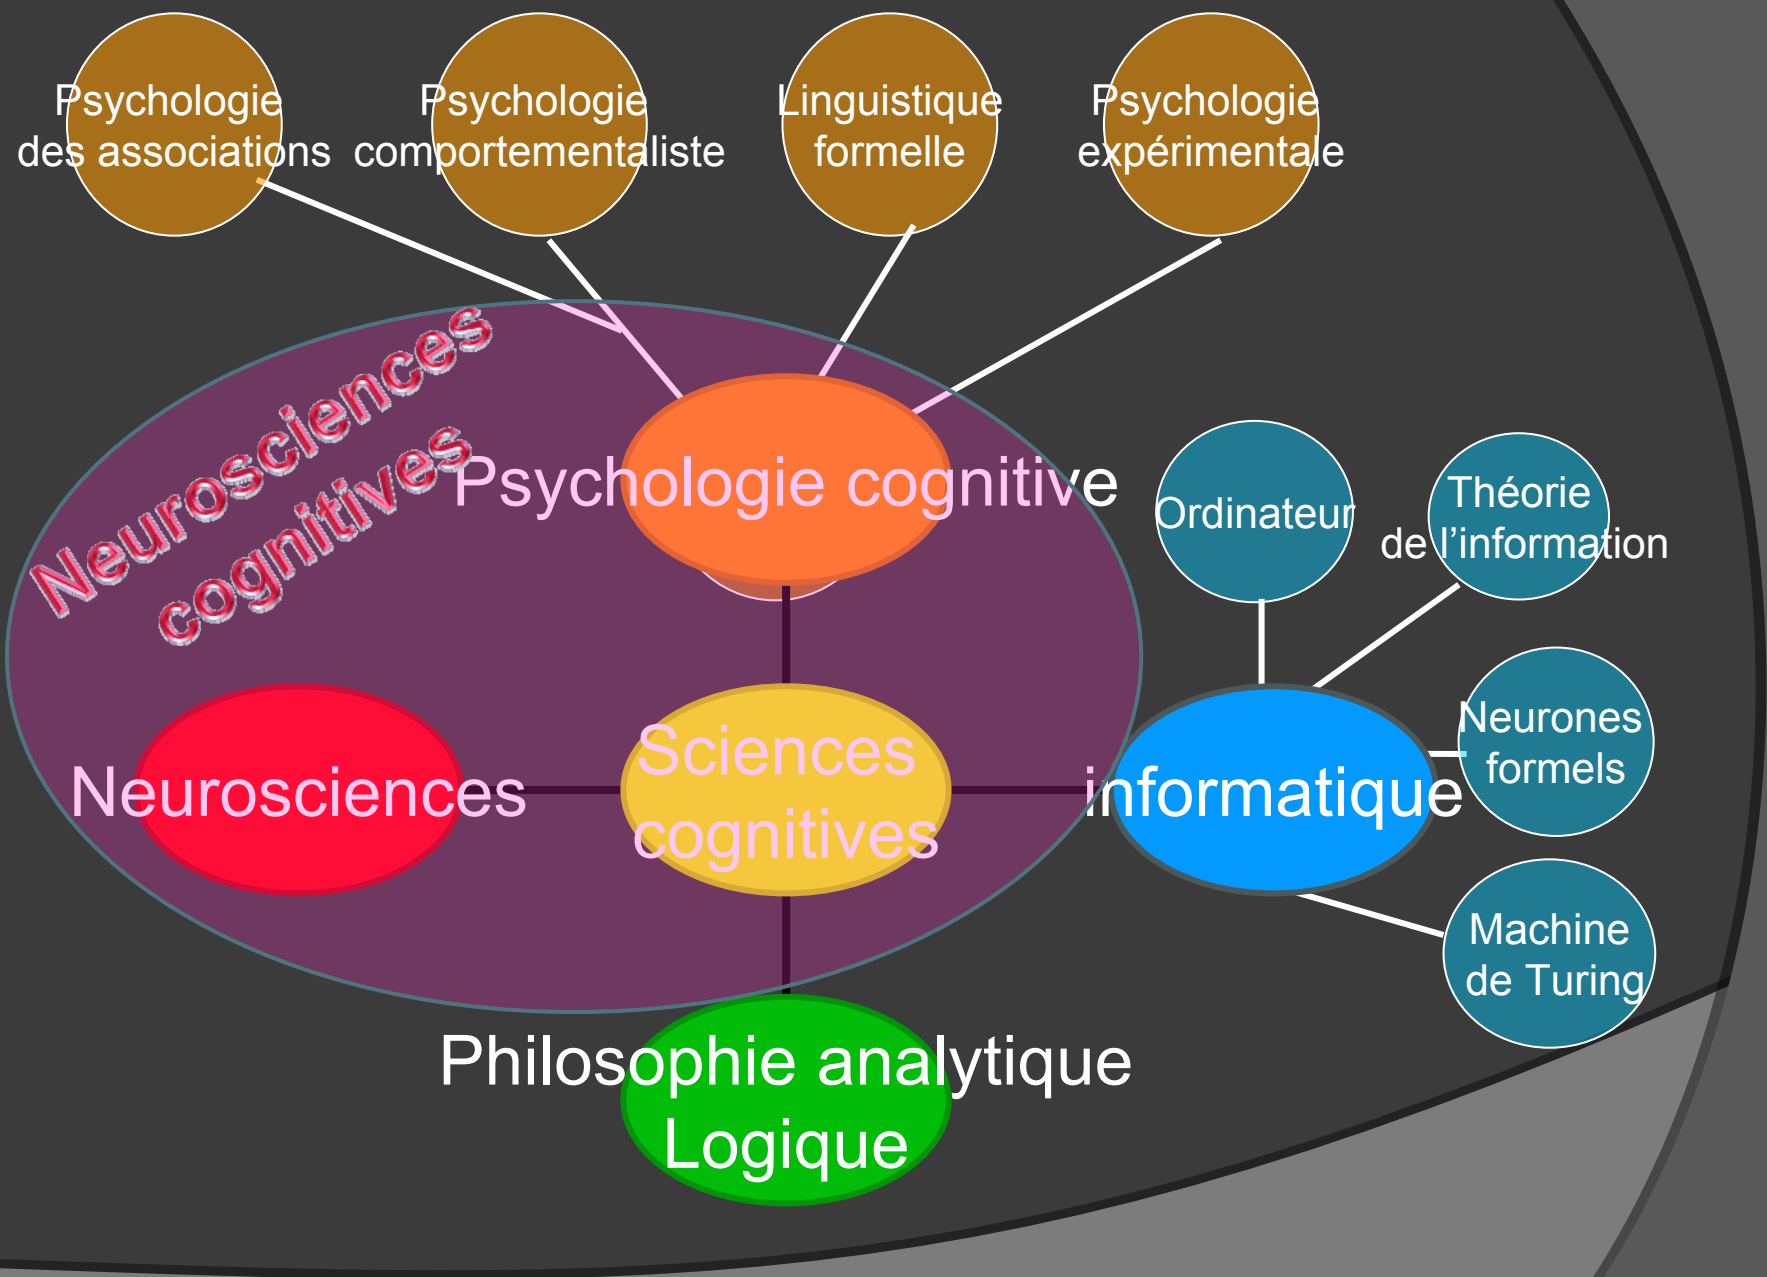 Psychologie
des associations
Psychologie
comportementaliste
Linguistique
formelle
Psychologie
expérimentale
Neurosciences
cognitives
Psychologie cognitive
Ordinateur
Théorie
de l’information
Neurosciences
Sciences
cognitives
informatique
Neurones
formels
Machine
de Turing
Philosophie analytique
Logique